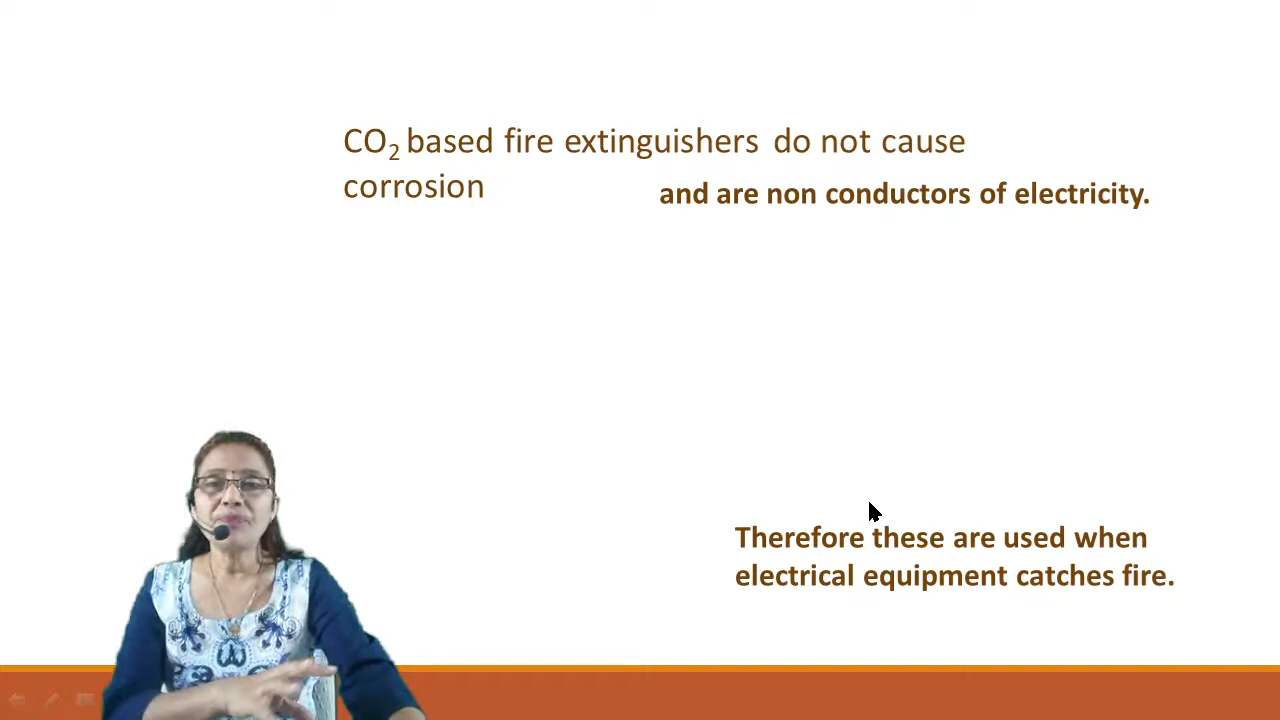 CO₂ based fire extinguishers do not cause
corrosion
and are non conductors of electricity.
Therefore these are used when
electrical equipment catches fire.